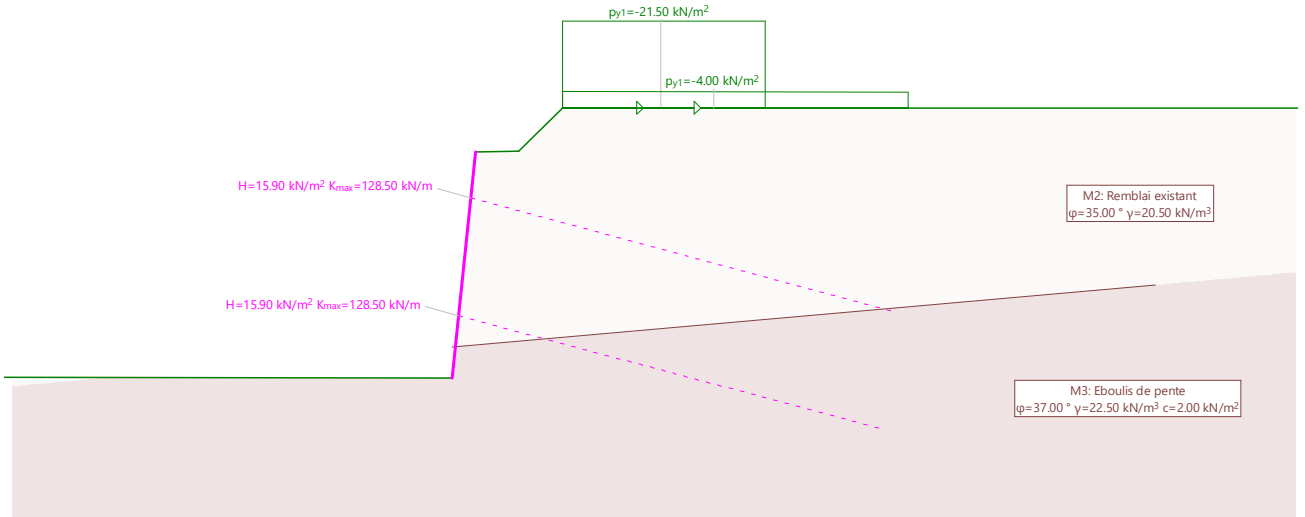 py1=-21.50 kN/m²
py1=-4.00 kN/m²
H=15.90 kN/m² Kmax=128.50 kN/m
M2: Remblai existant
φ=35.00 ° γ=20.50 kN/m³
H=15.90 kN/m² Kmax=128.50 kN/m
M3: Eboulis de pente
φ=37.00 ° γ=22.50 kN/m³ c=2.00 kN/m²